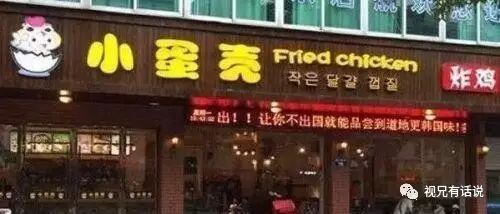 小蛋壳
Fried chicken
작은 달걀 껍질
炸鸡
出！！让你不出国就能品尝到道地更韩国味!
视兄有话说